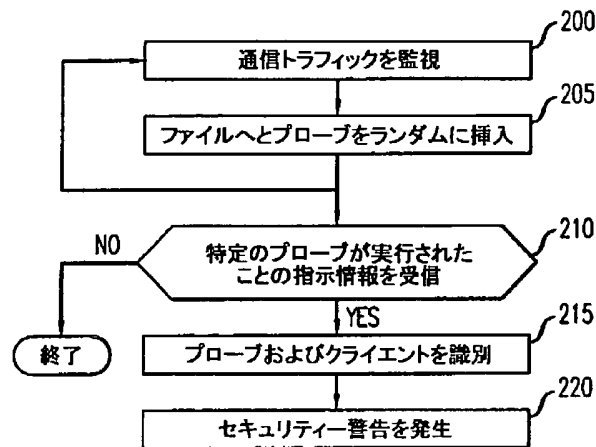 200
通信トラフィックを監視
205
ファイルへとプローブをランダムに挿入
210
NO
特定のプローブが実行された
ことの指示情報を受信
YES
215
終了
プローブおよびクライアントを識別
220
セキュリティー警告を発生